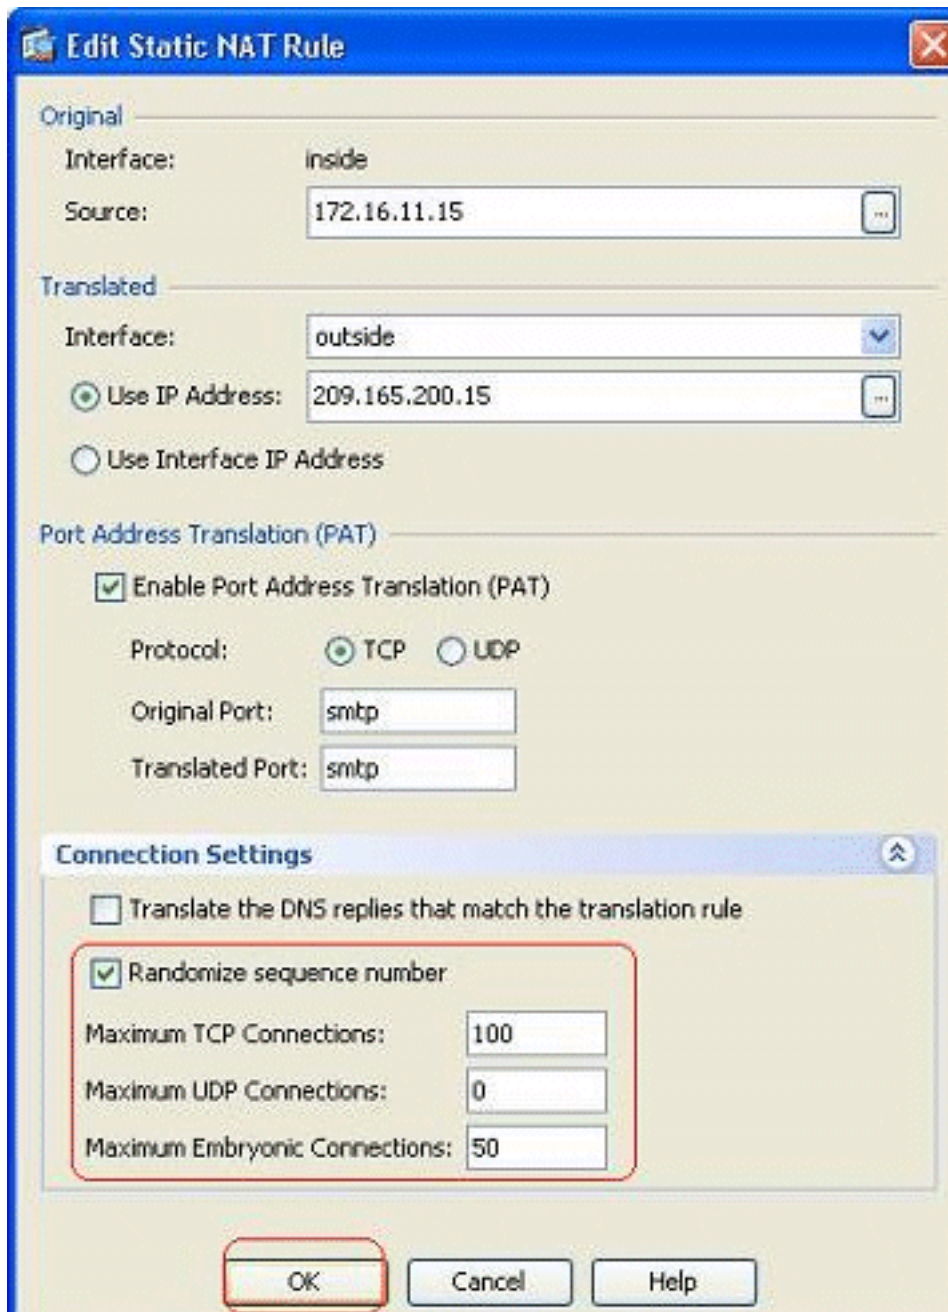 Edit Static NAT Rule
Original
Interface: inside
Source: 172.16.11.15 ...
Translated
Interface: outside
Use IP Address: 209.165.200.15 ...
Use Interface IP Address
Port Address Translation (PAT)
Enable Port Address Translation (PAT)
Protocol: TCP UDP
Original Port: smtp
Translated Port: smtp
Connection Settings
Translate the DNS replies that match the translation rule
Randomize sequence number
Maximum TCP Connections: 100
Maximum UDP Connections: 0
Maximum Embryonic Connections: 50
OK Cancel Help